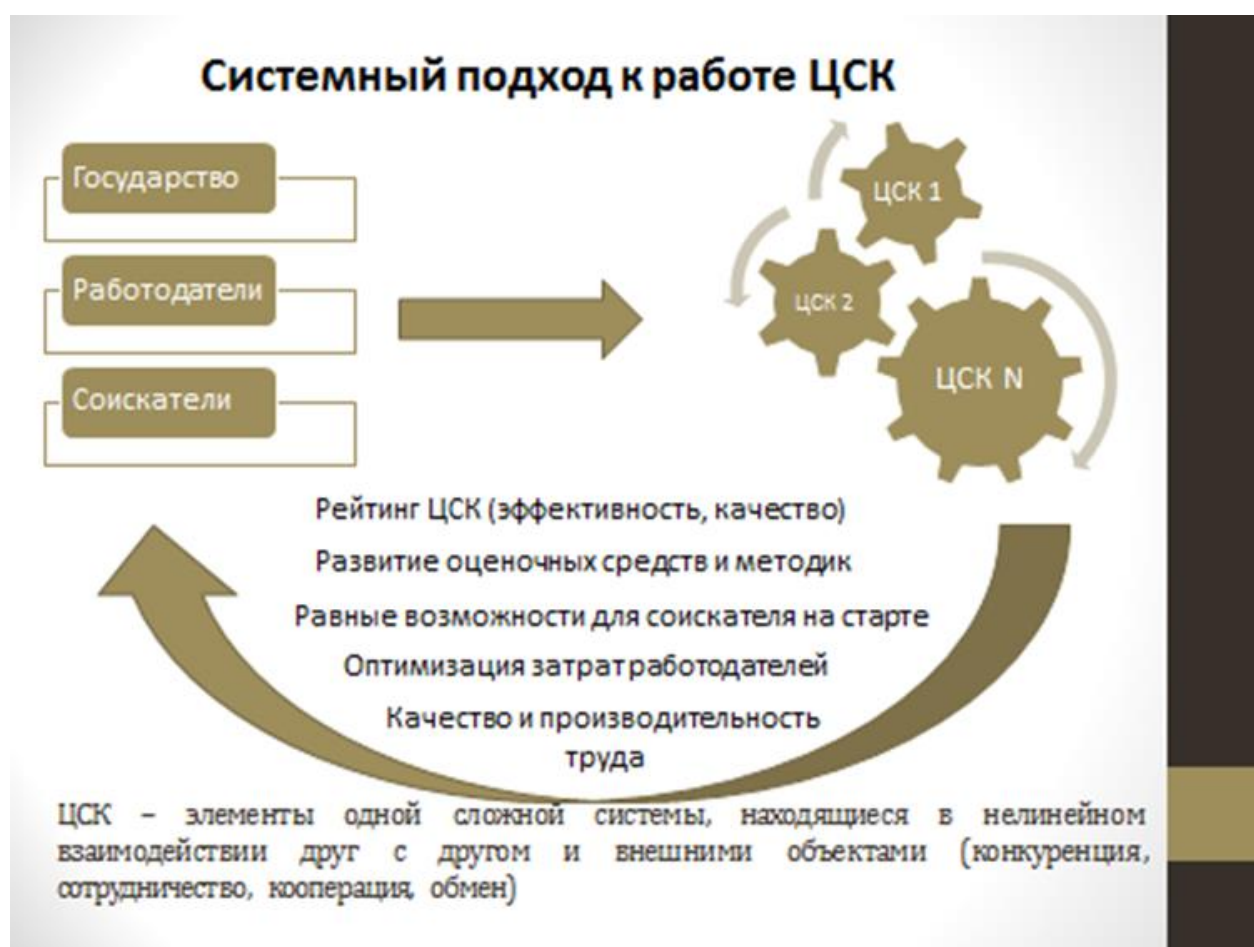 Системный подход к работе ЦСК
Государство
Работодатели
Соискатели
ЦСК 1
ЦСК 2
ЦСК N
Рейтинг ЦСК (эффективность, качество)
Развитие оценочных средств и методик
Равные возможности для соискателя на старте
Оптимизация затрат работодателей
Качество и производительность
труда
ЦСК – элементы одной сложной системы, находящиеся в нелинейном
взаимодействии друг с другом и внешними объектами (конкуренция,
сотрудничество, кооперация, обмен)